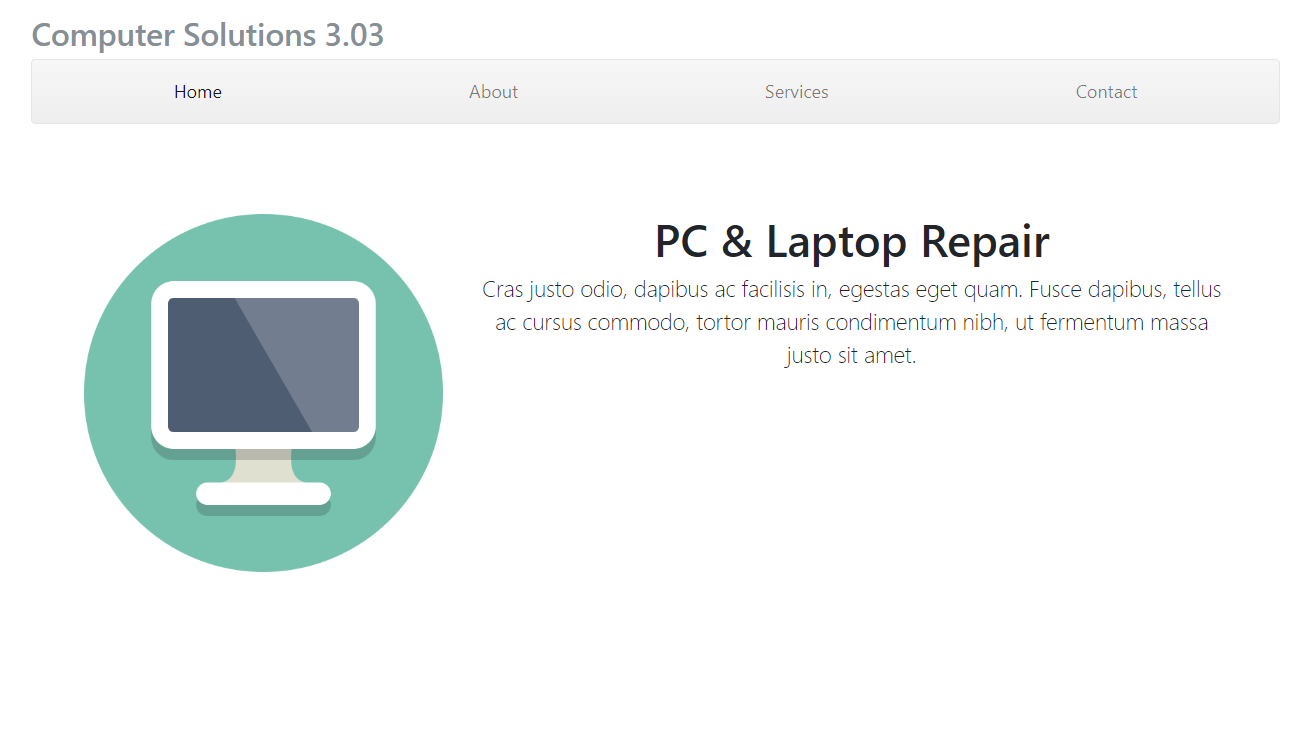 Computer Solutions 3.03
Home About Services Contact
PC & Laptop Repair
Cras justo odio, dapibus ac facilisis in, egestas eget quam. Fusce dapibus, tellus
ac cursus commodo, tortor mauris condimentum nibh, ut fermentum massa
justo sit amet.